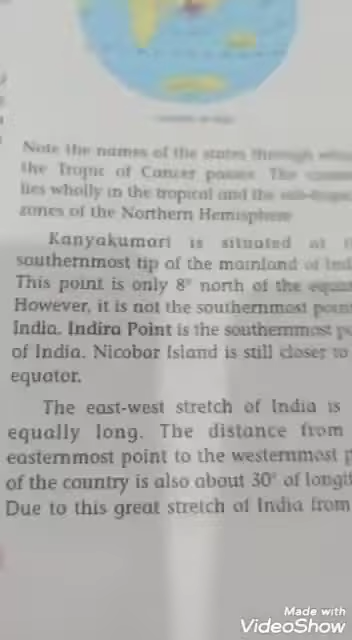 Note the names of the states through
the Tropic of Cancer passes. The
lies wholly in the tropical and the
zones of the Northern Hemisphere
Kanyakumari is situated at
southernmost tip of the mainland of
This point is only 8° north of the
However, it is not the southernmost
India. Indira Point is the southernmost
of India. Nicobar Island is still closer to
equator.
The east-west stretch of India is
equally long. The distance from
easternmost point to the westernmost
of the country is also about 30° of
Due to this great stretch of India from
Made with
VideoShow